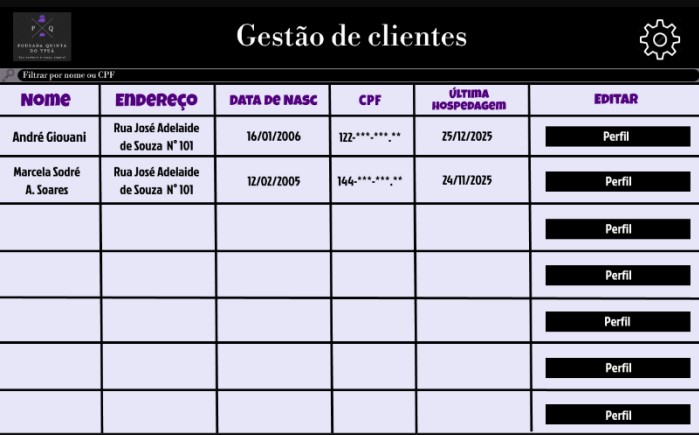 P Q
POUSADA QUINTA
DO YPUÃ
Gestão de clientes
Filtrar por nome ou CPF
Nome
Endereço
Data de Nasc
CPF
Última
Hospedagem
Editar
André Giovani
Rua José Adelaide
de Souza N° 101
16/01/2006
122-***-***.**
25/12/2025
Perfil
Marcela Sodré
A. Soares
Rua José Adelaide
de Souza N° 101
12/02/2005
144-***-***.**
24/11/2025
Perfil
Perfil
Perfil
Perfil
Perfil
Perfil